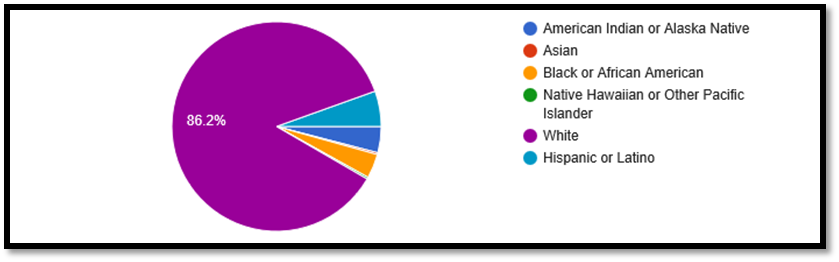 86.2%
American Indian or Alaska Native
Asian
Black or African American
Native Hawaiian or Other Pacific
Islander
White
Hispanic or Latino